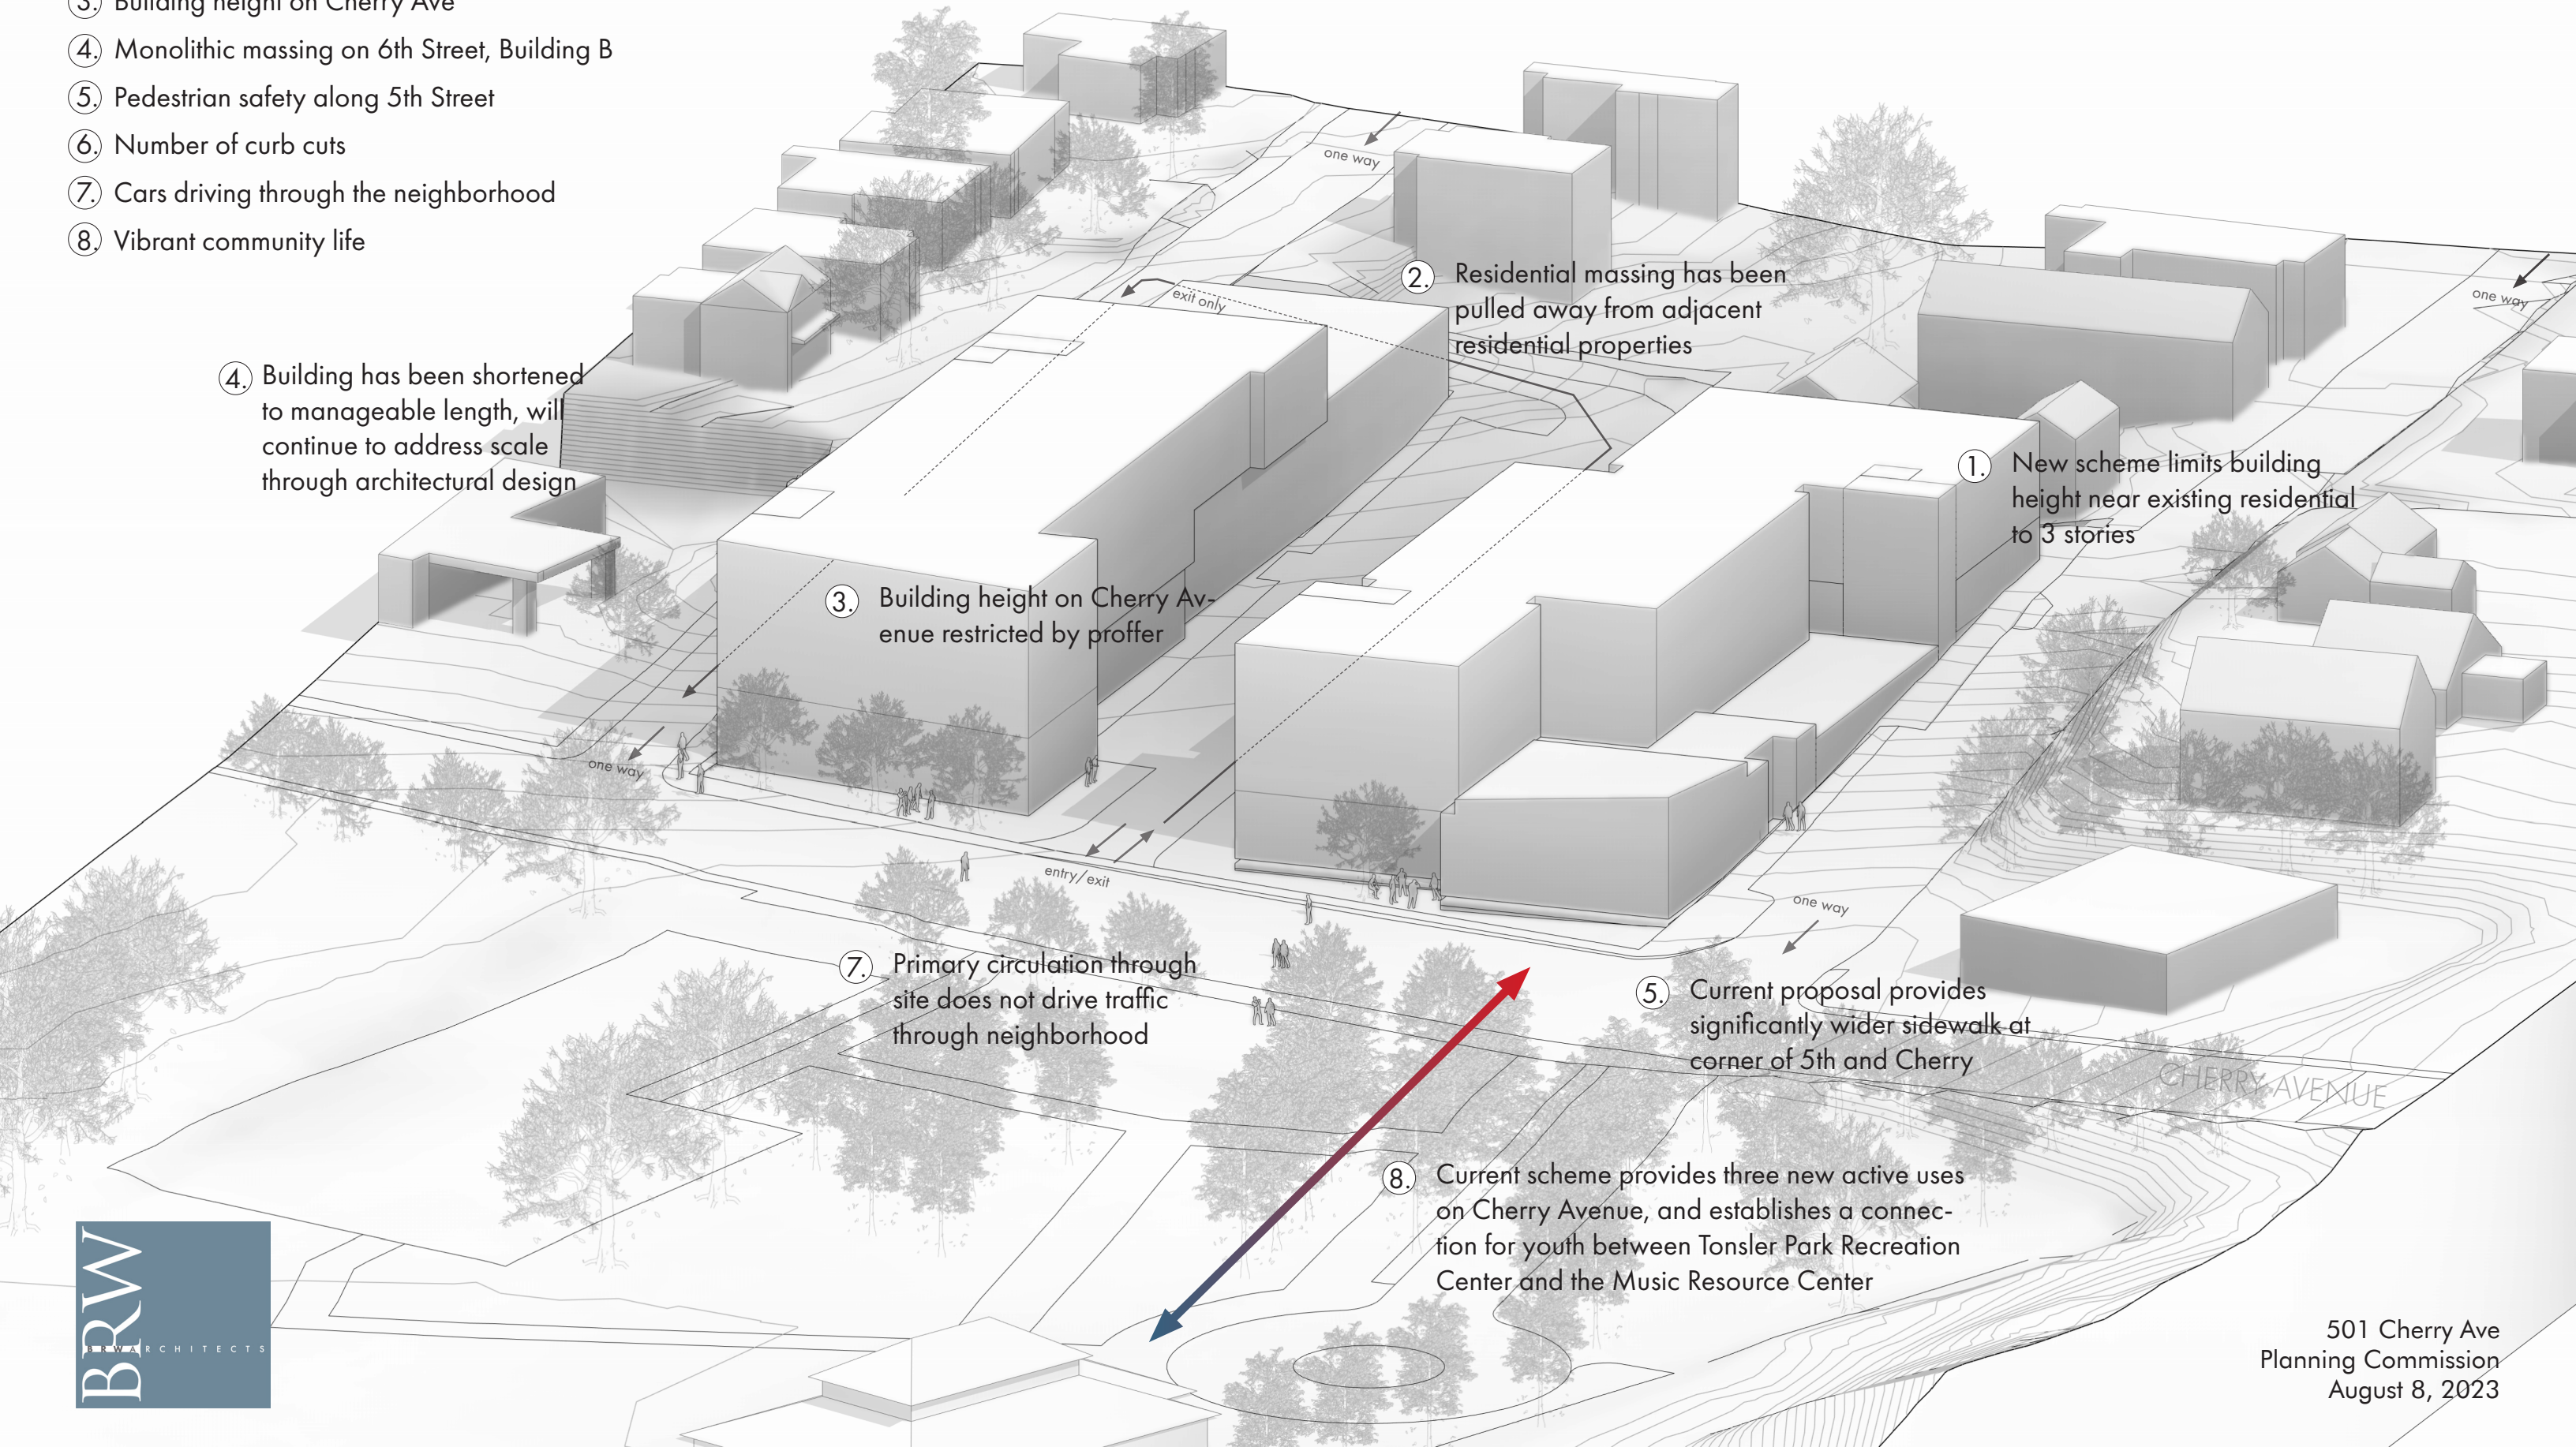 3. Building height on Cherry Ave
4. Monolithic massing on 6th Street, Building B
5. Pedestrian safety along 5th Street
6. Number of curb cuts
7. Cars driving through the neighborhood
8. Vibrant community life
one way
one way
exit only
2. Residential massing has been
pulled away from adjacent
residential properties
4. Building has been shortened
to manageable length, will
continue to address scale
through architectural design
1. New scheme limits building
height near existing residential
to 3 stories
3. Building height on Cherry Av-
enue restricted by proffer
one way
entry/exit
one way
7. Primary circulation through
site does not drive traffic
through neighborhood
5. Current proposal provides
significantly wider sidewalk at
corner of 5th and Cherry
CHERRY AVENUE
8. Current scheme provides three new active uses
on Cherry Avenue, and establishes a connec-
tion for youth between Tonsler Park Recreation
Center and the Music Resource Center
BRW
BRWARCHITECTS
501 Cherry Ave
Planning Commission
August 8, 2023